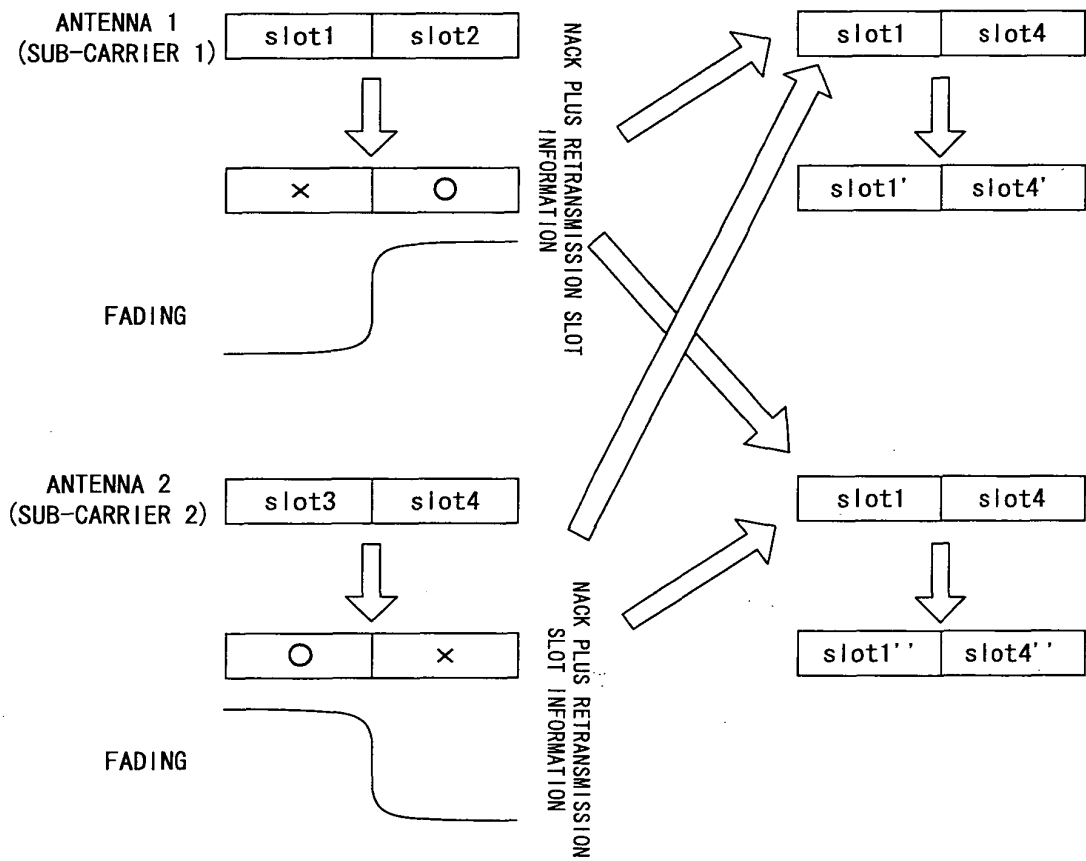 ANTENNA 1
(SUB-CARRIER 1)
slot1 slot2
× ○
FADING
NACK PLUS RETRANSMISSION SLOT
INFORMATION
slot1 slot4
slot1' slot4'
ANTENNA 2
(SUB-CARRIER 2)
slot3 slot4
○ ×
FADING
NACK PLUS RETRANSMISSION
SLOT INFORMATION
slot1 slot4
slot1'' slot4''